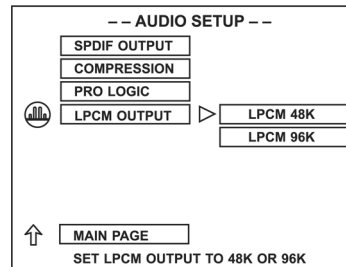 – – AUDIO SETUP – –
SPDIF OUTPUT
COMPRESSION
PRO LOGIC
LPCM OUTPUT
LPCM 48K
LPCM 96K
MAIN PAGE
SET LPCM OUTPUT TO 48K OR 96K